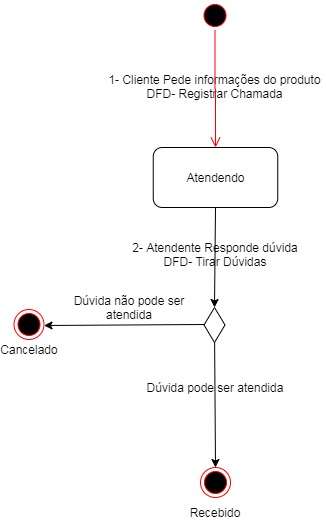 1- Cliente Pede informações do produto
DFD- Registrar Chamada
Atendendo
2- Atendente Responde dúvida
DFD- Tirar Dúvidas
Dúvida não pode ser
atendida
Cancelado
Dúvida pode ser atendida
Recebido